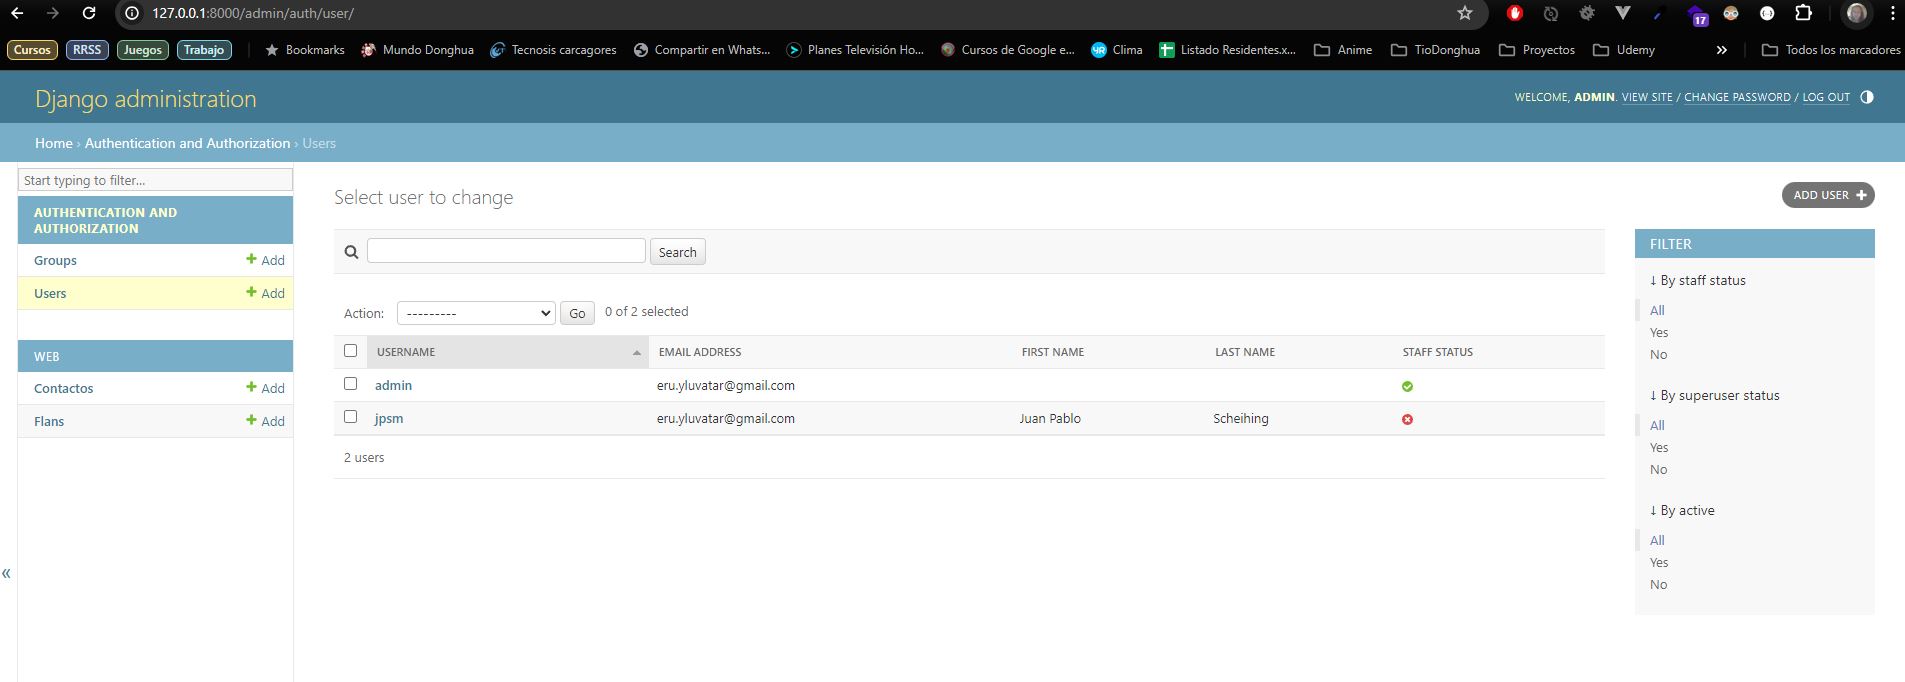 127.0.0.1:8000/admin/auth/user/
17
Cursos RRSS Juegos Trabajo Bookmarks Mundo Donghua Tecnosis carcagores Compartir en Whats... Planes Televisión Ho... Cursos de Google e... YR Clima Listado Residentes.x... Anime TioDonghua Proyectos Udemy » Todos los marcadores
Django administration
WELCOME, ADMIN. VIEW SITE / CHANGE PASSWORD / LOG OUT
Home › Authentication and Authorization › Users
Start typing to filter...
AUTHENTICATION AND
AUTHORIZATION
Groups + Add
Users + Add
WEB
Contactos + Add
Flans + Add
«
Select user to change
ADD USER +
Search
Action: --------- Go 0 of 2 selected
USERNAME EMAIL ADDRESS FIRST NAME LAST NAME STAFF STATUS
admin eru.yluvatar@gmail.com
jpsm eru.yluvatar@gmail.com Juan Pablo Scheihing
2 users
FILTER
↓ By staff status
All
Yes
No
↓ By superuser status
All
Yes
No
↓ By active
All
Yes
No